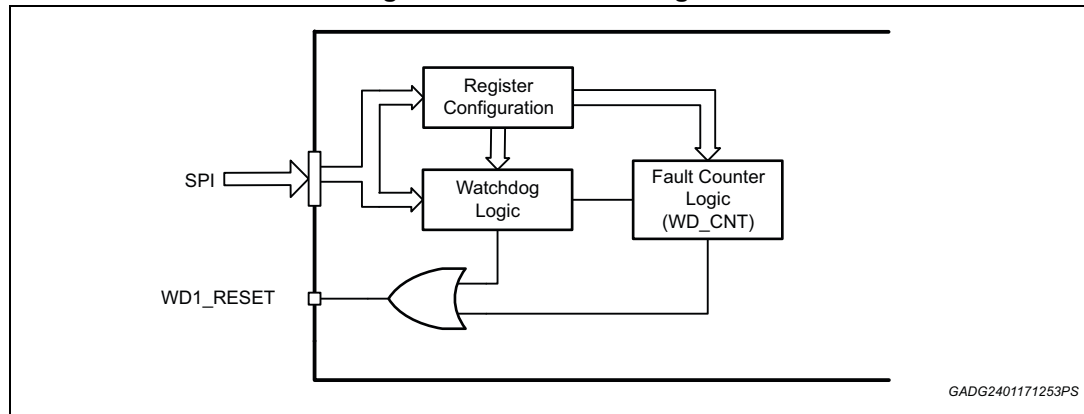 Register
Configuration
SPI
Watchdog
Logic
Fault Counter
Logic
(WD_CNT)
WD1_RESET
GADG2401171253PS